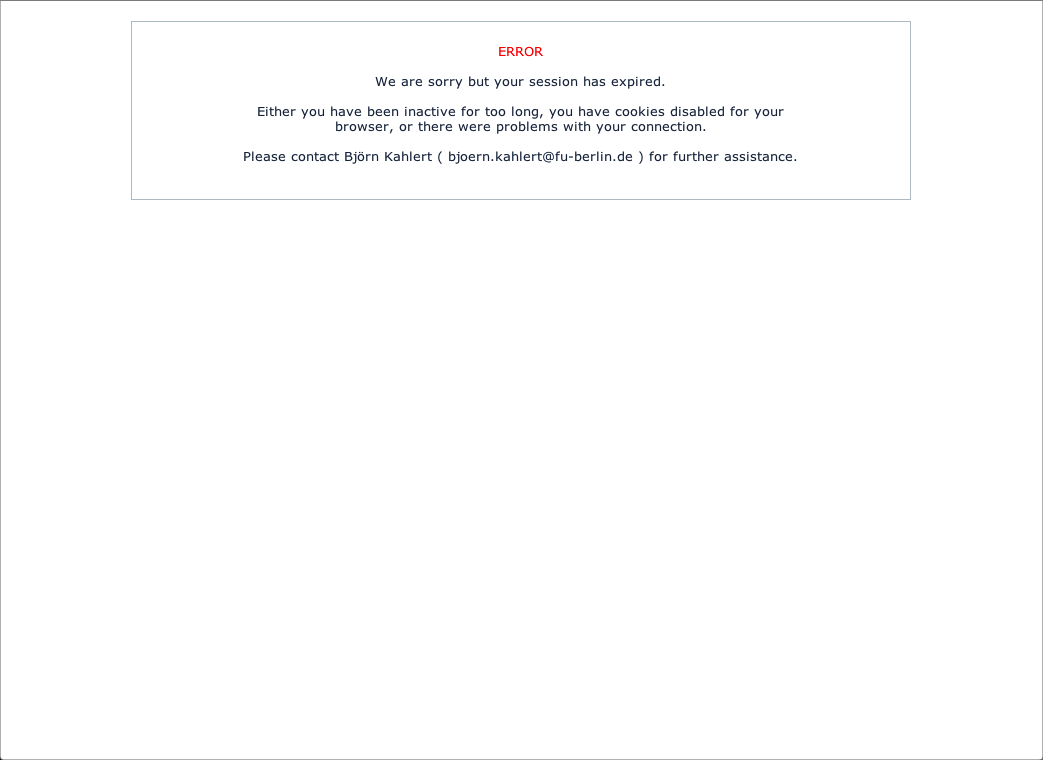 ERROR
We are sorry but your session has expired.
Either you have been inactive for too long, you have cookies disabled for your
browser, or there were problems with your connection.
Please contact Björn Kahlert ( bjoern.kahlert@fu-berlin.de ) for further assistance.